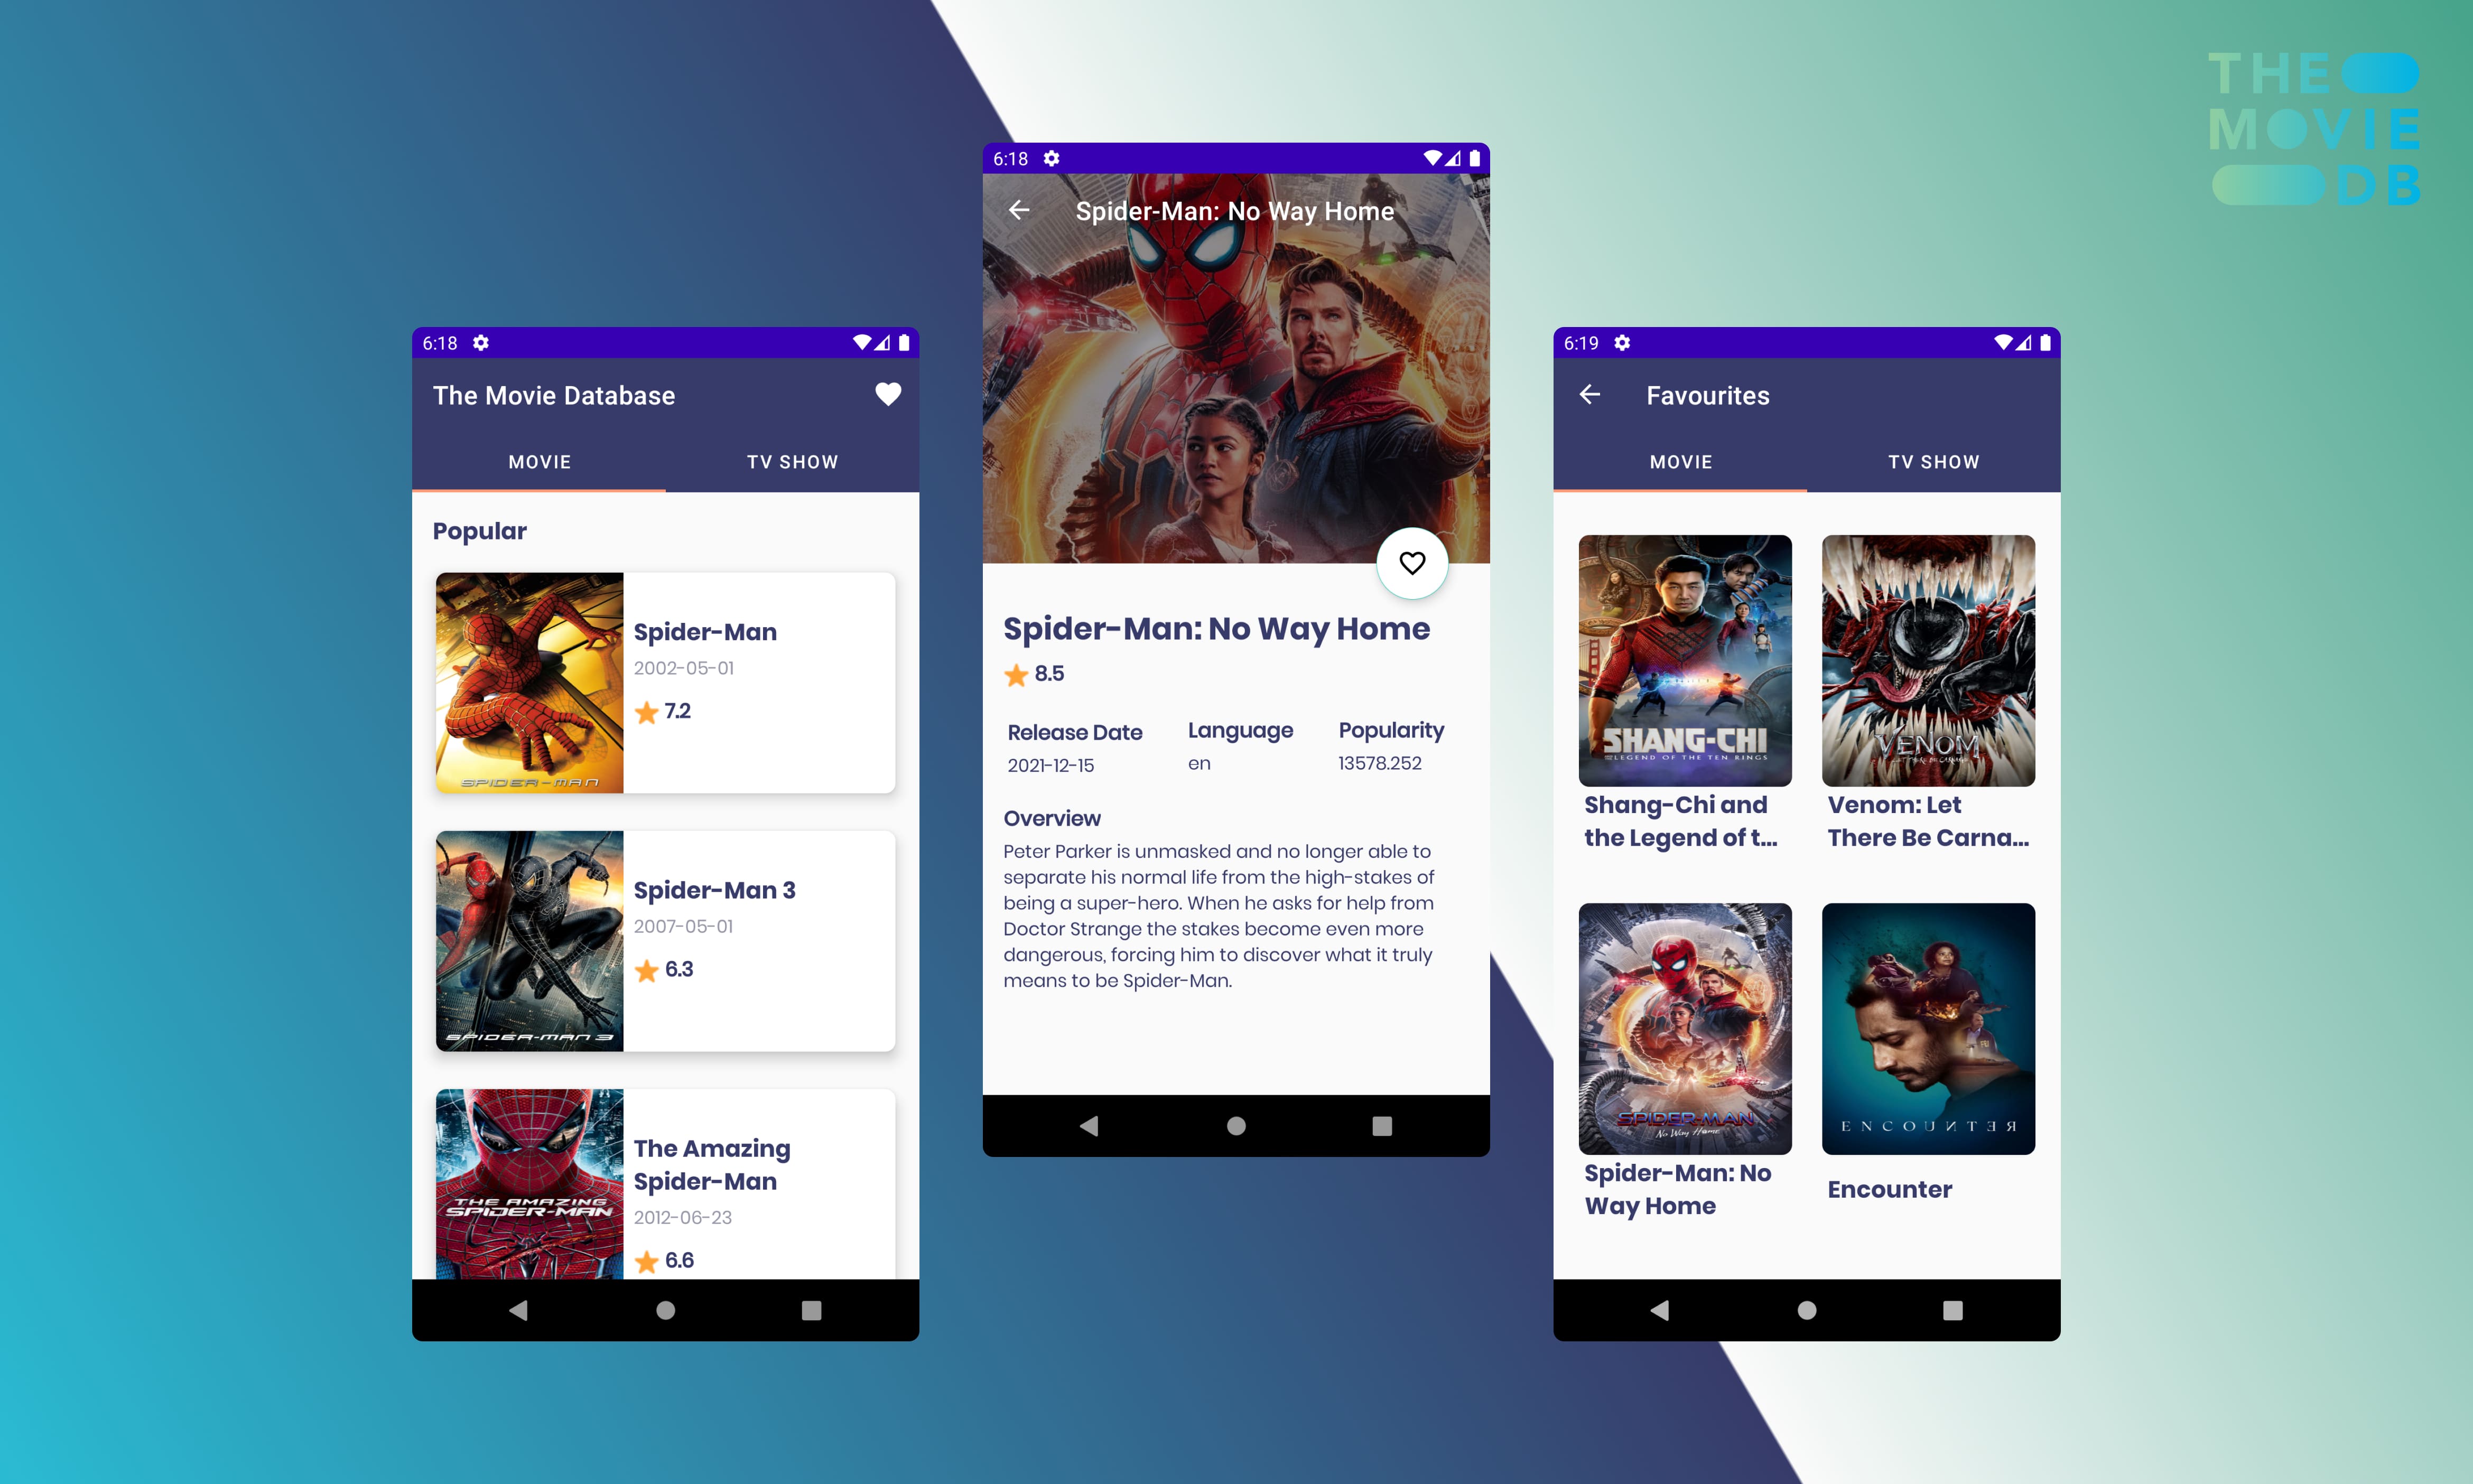 THE
MOVIE
DB
6:18
The Movie Database
MOVIE TV SHOW
Popular
SPIDER-MAN
Spider-Man
2002-05-01
7.2
SPIDER-MAN 3
Spider-Man 3
2007-05-01
6.3
THE AMAZING
SPIDER-MAN
The Amazing
Spider-Man
2012-06-23
6.6
6:18
Spider-Man: No Way Home
Spider-Man: No Way Home
8.5
Release Date Language Popularity
2021-12-15 en 13578.252
Overview
Peter Parker is unmasked and no longer able to
separate his normal life from the high-stakes of
being a super-hero. When he asks for help from
Doctor Strange the stakes become even more
dangerous, forcing him to discover what it truly
means to be Spider-Man.
6:19
Favourites
MOVIE TV SHOW
SHANG-CHI
LEGEND OF THE TEN RINGS
Shang-Chi and
the Legend of t...
VENOM
LET THERE BE CARNAGE
Venom: Let
There Be Carna...
SPIDER-MAN
No Way Home
Spider-Man: No
Way Home
ENCOUИTƎЯ
Encounter